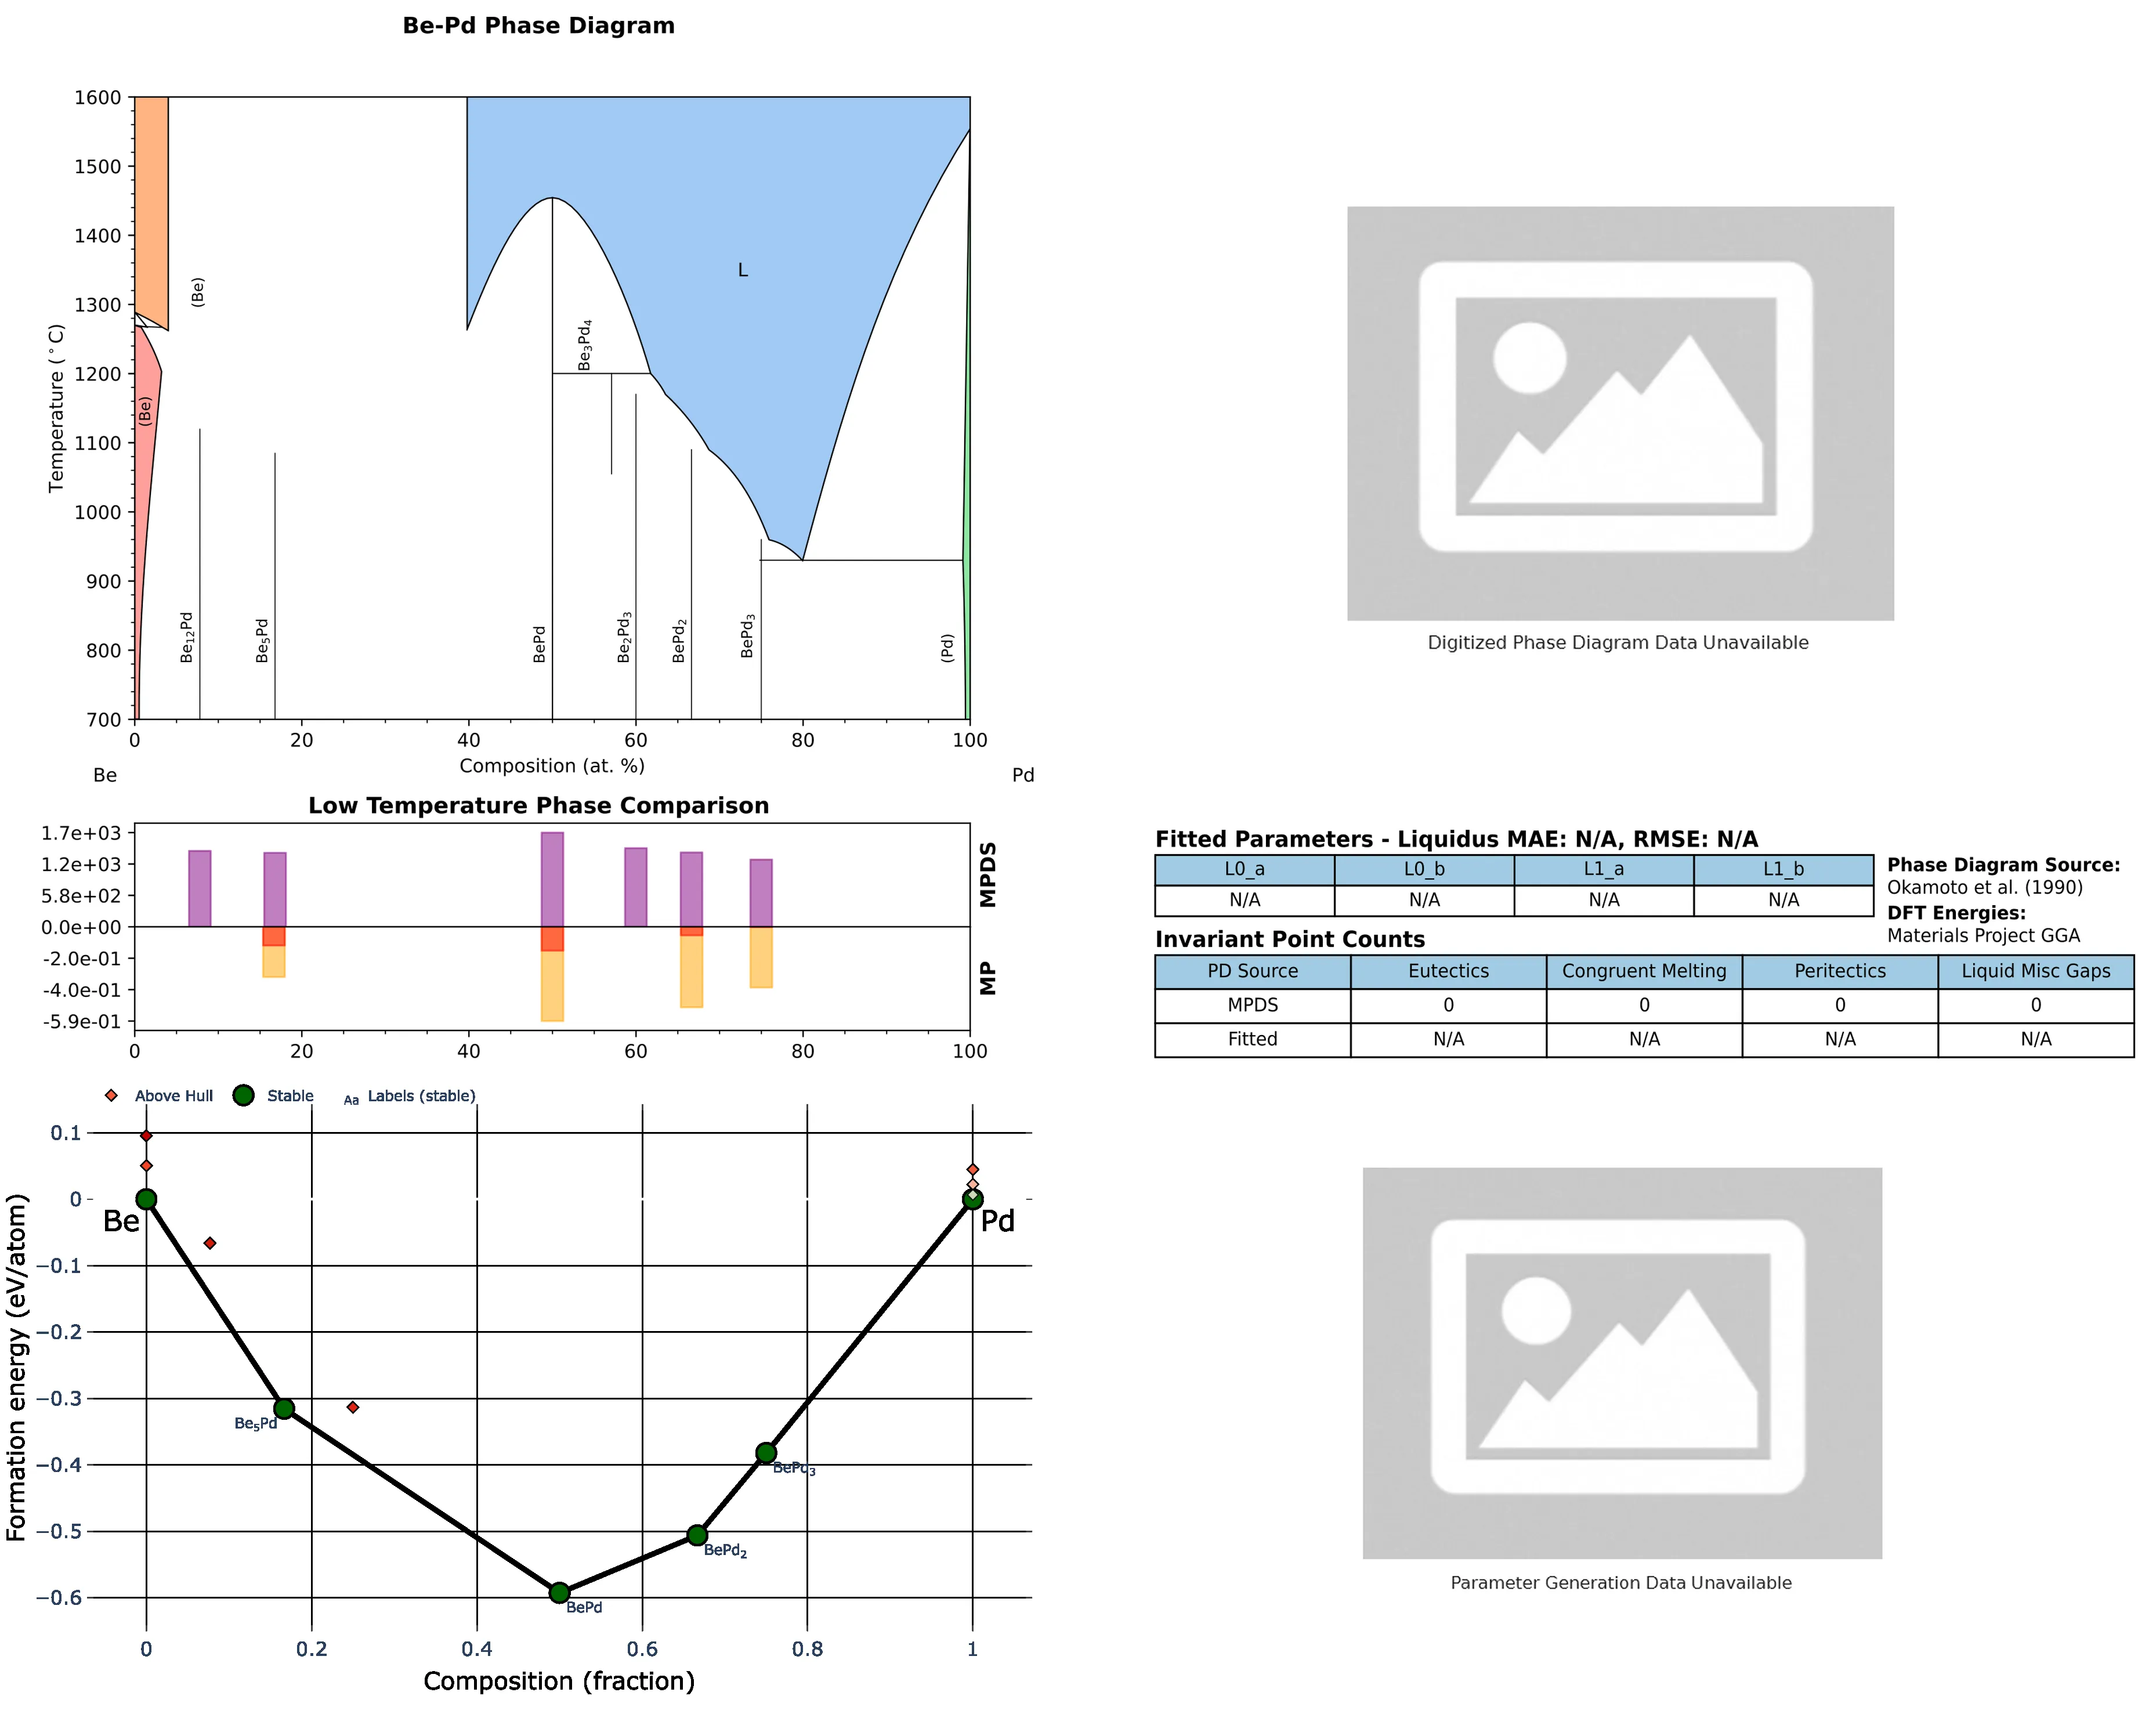 Be-Pd Phase Diagram
1600
1500
1400
1300
1200
1100
1000
900
800
700
Temperature (°C)
(Be)
(Be)
Be₁₂Pd
Be₅Pd
BePd
Be₃Pd₄
Be₂Pd₃
BePd₂
BePd₃
(Pd)
L
0 20 40 60 80 100
Composition (at. %)
Be
Pd
Digitized Phase Diagram Data Unavailable
Low Temperature Phase Comparison
1.7e+03
1.2e+03
5.8e+02
0.0e+00
-2.0e-01
-4.0e-01
-5.9e-01
MPDS
MP
0 20 40 60 80 100
Fitted Parameters - Liquidus MAE: N/A, RMSE: N/A
L0_a L0_b L1_a L1_b
N/A N/A N/A N/A
Phase Diagram Source:
Okamoto et al. (1990)
DFT Energies:
Materials Project GGA
Invariant Point Counts
PD Source Eutectics Congruent Melting Peritectics Liquid Misc Gaps
MPDS 0 0 0 0
Fitted N/A N/A N/A N/A
Above Hull Stable Aa Labels (stable)
0.1
0
−0.1
−0.2
−0.3
−0.4
−0.5
−0.6
Formation energy (eV/atom)
Be
Pd
Be₅Pd
BePd₃
BePd₂
BePd
0 0.2 0.4 0.6 0.8 1
Composition (fraction)
Parameter Generation Data Unavailable